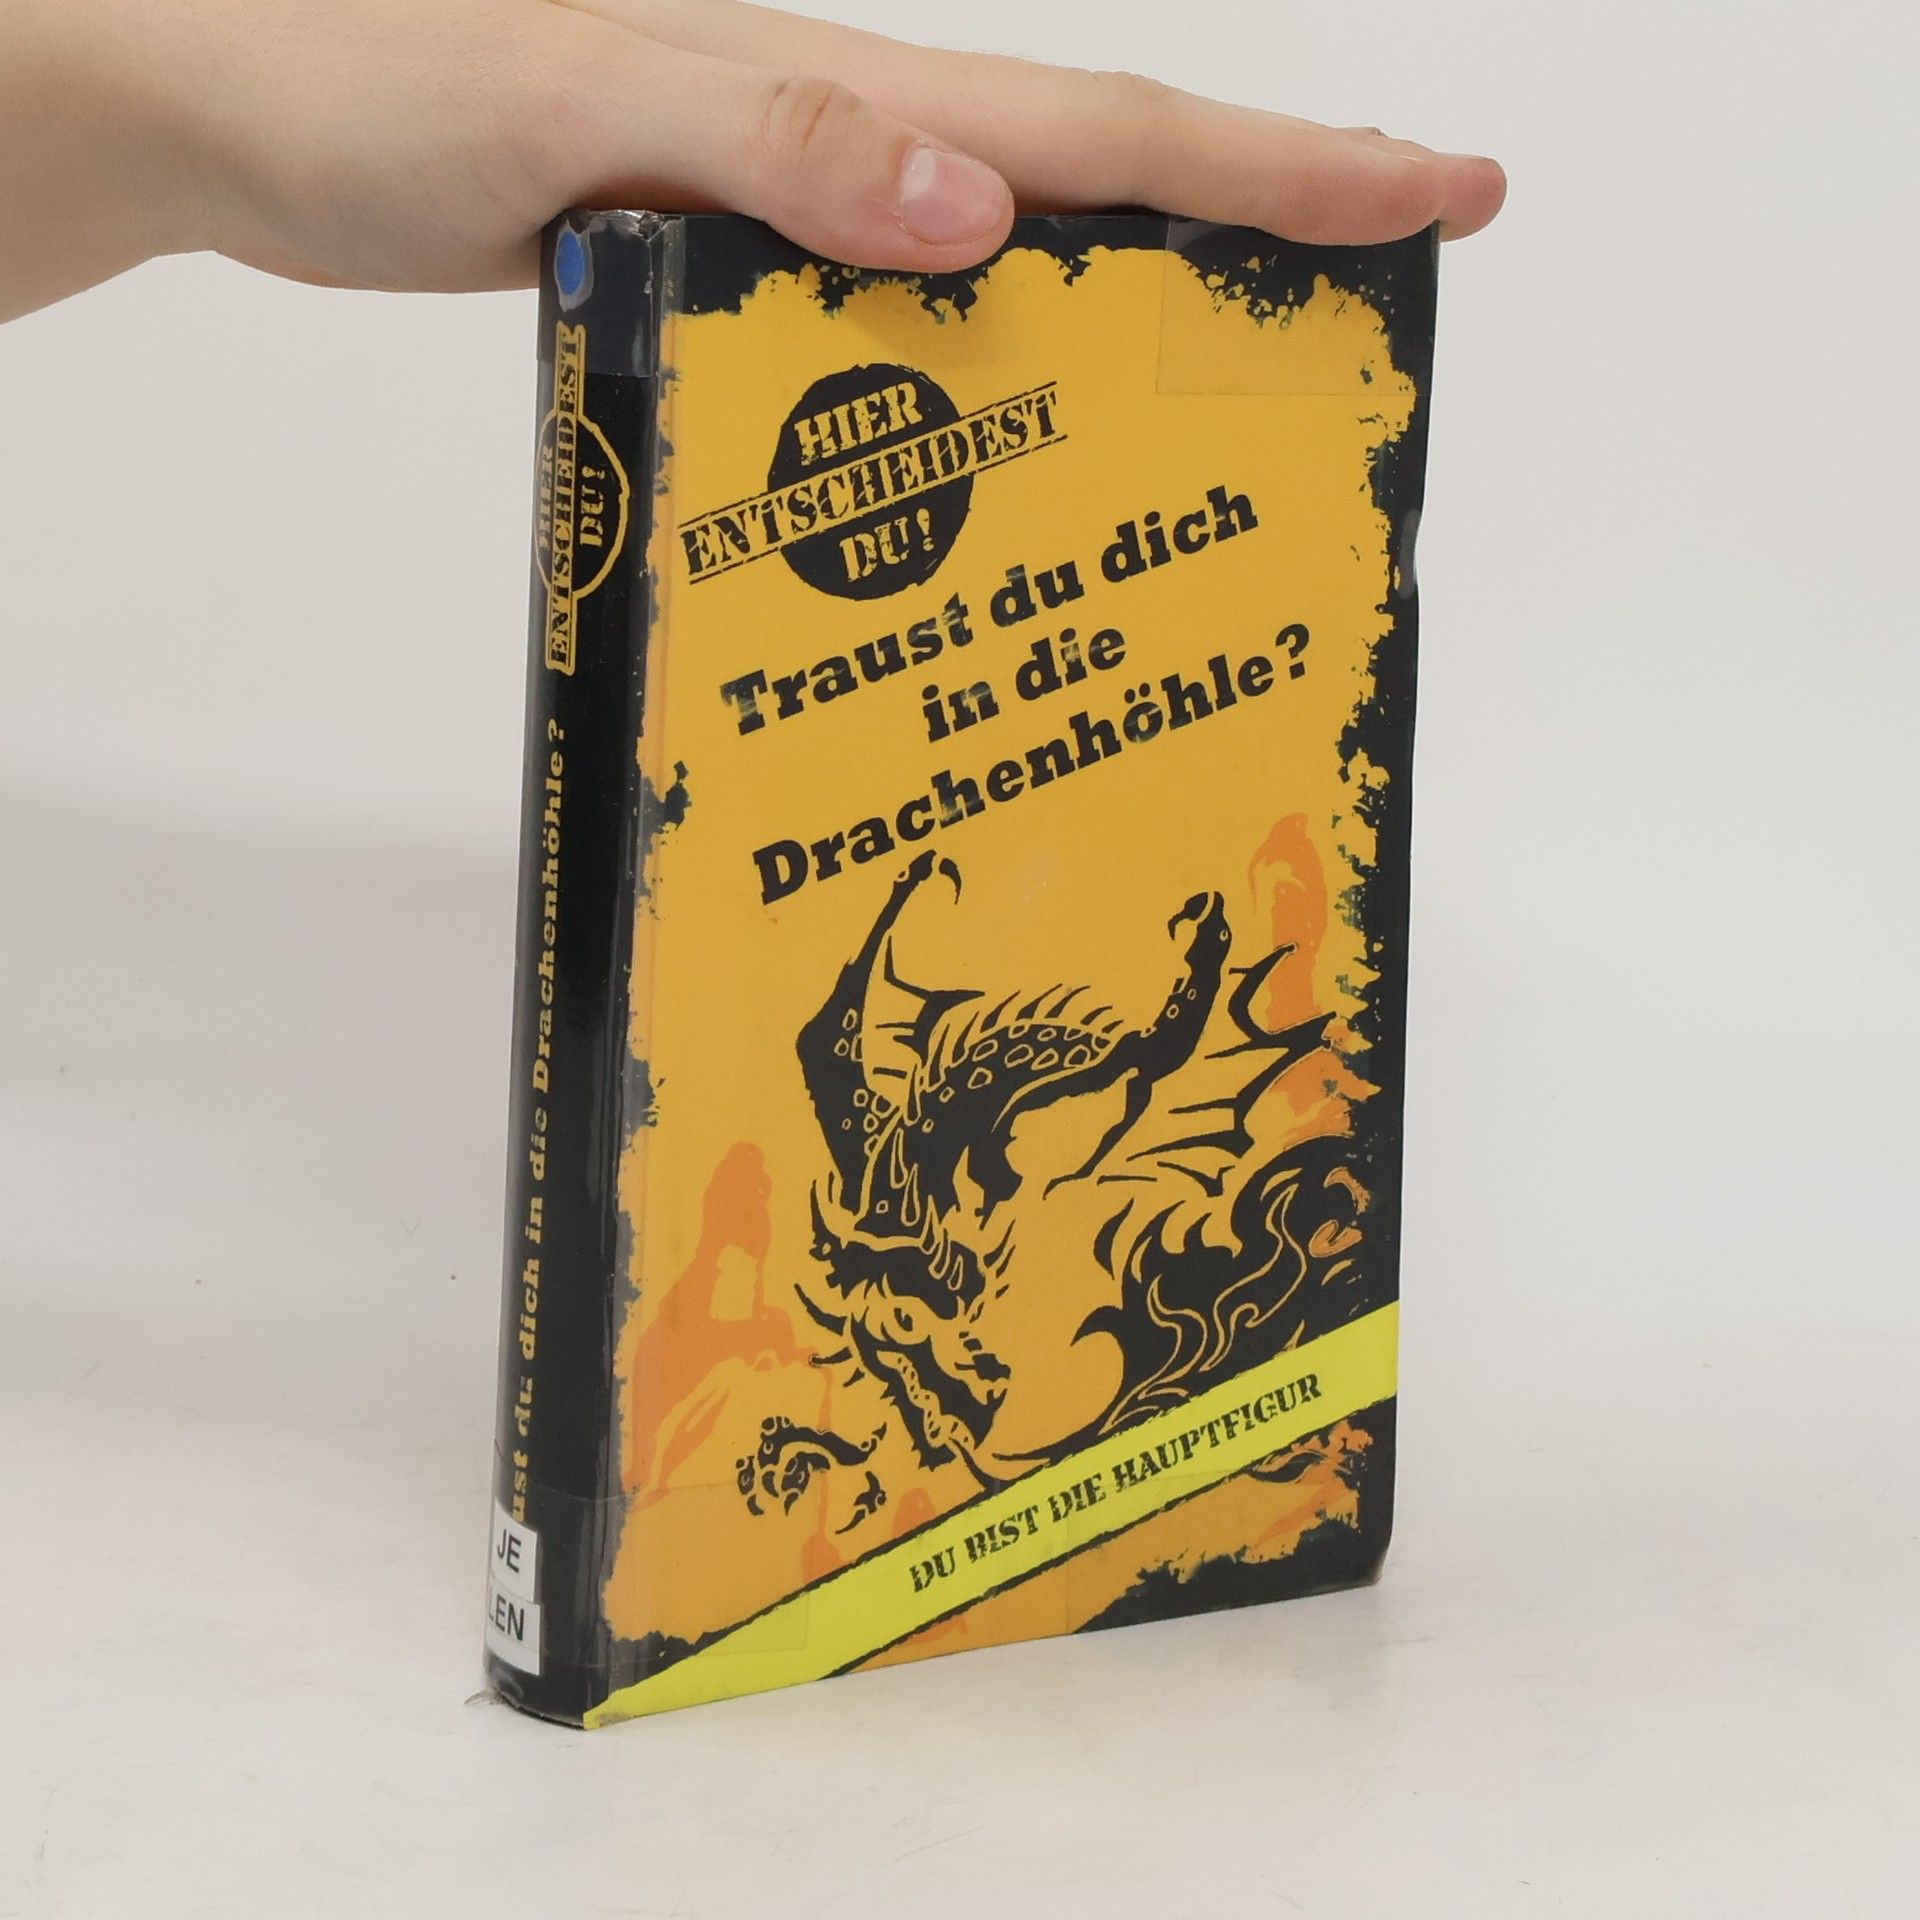 HIER
ENTSCHEIDEST
DU!
Traust du dich
in die
Drachenhöhle?
DU BIST DIE HAUPTFIGUR
HIER
ENTSCHEIDEST
DU!
ust du dich in die Drachenhöhle?
JE
LEN